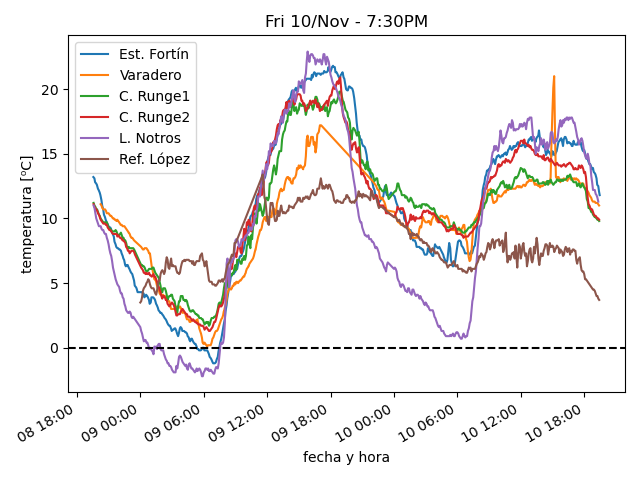 Fri 10/Nov - 7:30PM
Est. Fortín
Varadero
C. Runge1
C. Runge2
L. Notros
Ref. López
temperatura [ºC]
20
15
10
5
0
08 18:00
09 00:00
09 06:00
09 12:00
09 18:00
10 00:00
10 06:00
10 12:00
10 18:00
fecha y hora